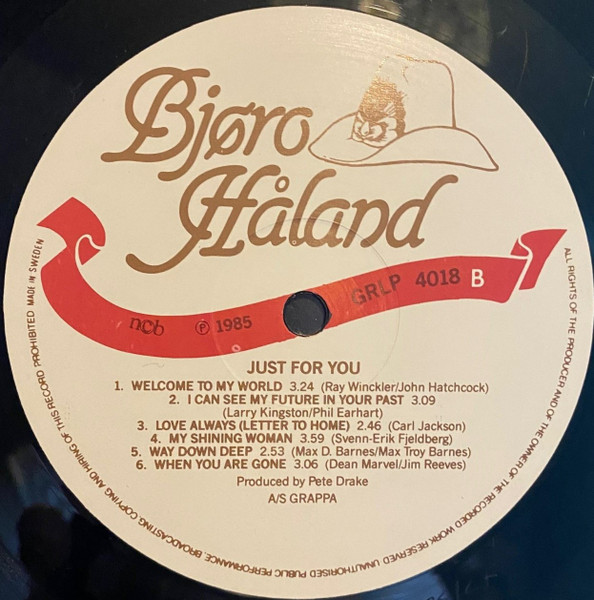 Bjøro
Håland
GRLP 4018 B
ncb ℗ 1985
JUST FOR YOU
1. WELCOME TO MY WORLD 3.24 (Ray Winckler/John Hatchcock)
2. I CAN SEE MY FUTURE IN YOUR PAST 3.09
(Larry Kingston/Phil Earhart)
3. LOVE ALWAYS (LETTER TO HOME) 2.46 (Carl Jackson)
4. MY SHINING WOMAN 3.59 (Svenn-Erik Fjeldberg)
5. WAY DOWN DEEP 2.53 (Max D. Barnes/Max Troy Barnes)
6. WHEN YOU ARE GONE 3.06 (Dean Marvel/Jim Reeves)
Produced by Pete Drake
A/S GRAPPA
ALL RIGHTS OF THE PRODUCER AND OF THE OWNER OF THE RECORDED WORK RESERVED. UNAUTHORISED PUBLIC PERFORMANCE, BROADCASTING, COPYING AND HIRING OF THIS RECORD PROHIBITED MADE IN SWEDEN